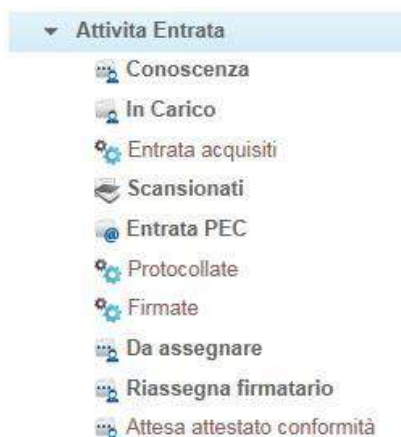 Attivita Entrata
Conoscenza
In Carico
Entrata acquisiti
Scansionati
Entrata PEC
Protocollate
Firmate
Da assegnare
Riassegna firmatario
Attesa attestato conformità